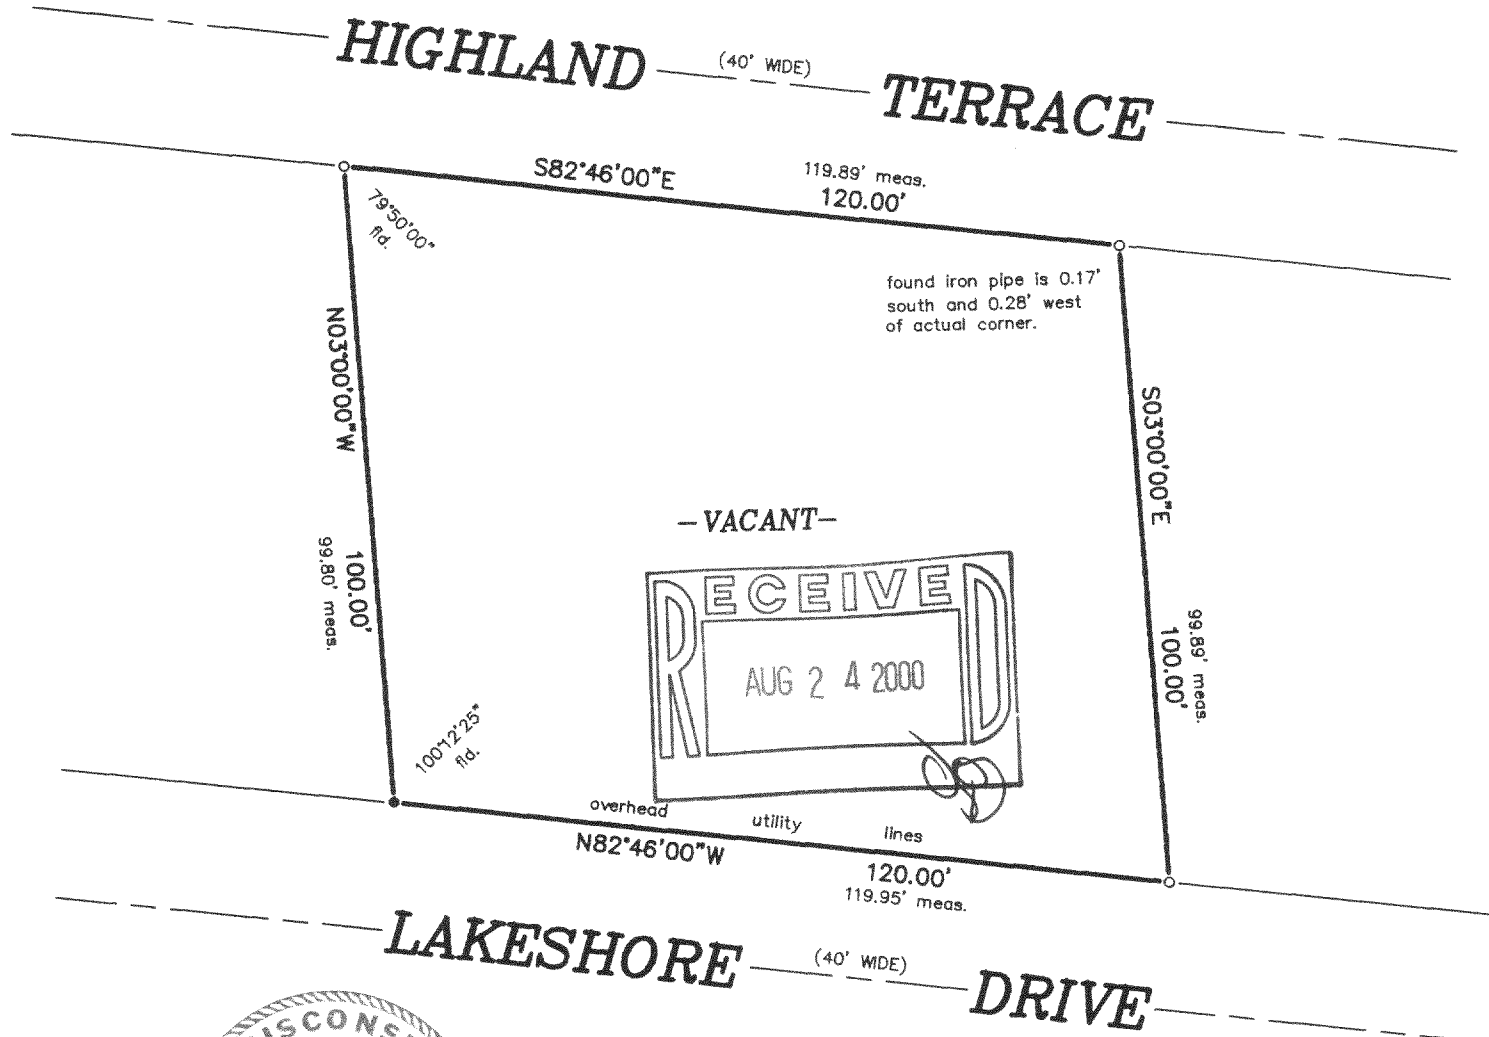 HIGHLAND (40' WIDE) TERRACE
S82°46'00"E
119.89' meas.
120.00'
79°50'00"
fld.
found iron pipe is 0.17'
south and 0.28' west
of actual corner.
N03°00'00"W
100.00'
99.80' meas.
S03°00'00"E
99.89' meas.
100.00'
-VACANT-
RECEIVED
AUG 24 2000
100°12'25"
fld.
overhead utility lines
N82°46'00"W
120.00'
119.95' meas.
LAKESHORE (40' WIDE) DRIVE